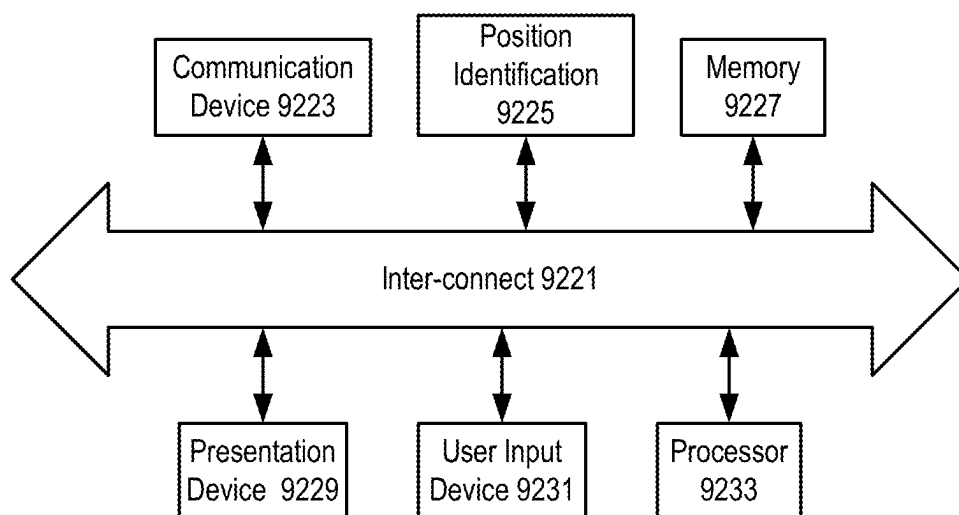 Communication
Device 9223
Position
Identification
9225
Memory
9227
Inter-connect 9221
Presentation
Device 9229
User Input
Device 9231
Processor
9233